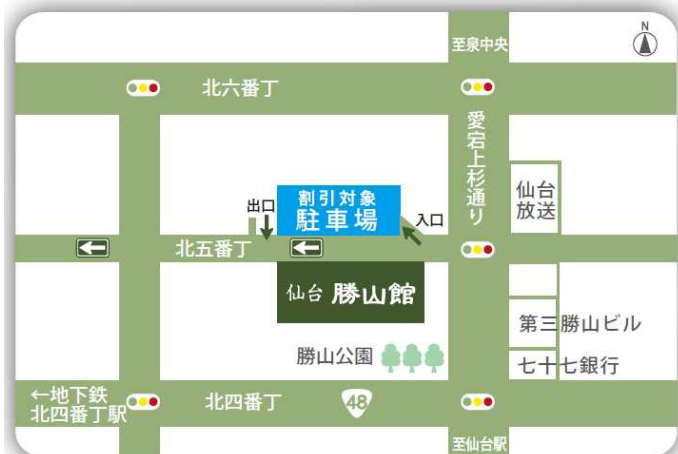 至泉中央
N
北六番丁
愛宕上杉通り
仙台
放送
出口
割引対象
駐車場
入口
北五番丁
仙台 勝山館
第三勝山ビル
勝山公園
七十七銀行
←地下鉄
北四番丁駅
北四番丁
48
至仙台駅